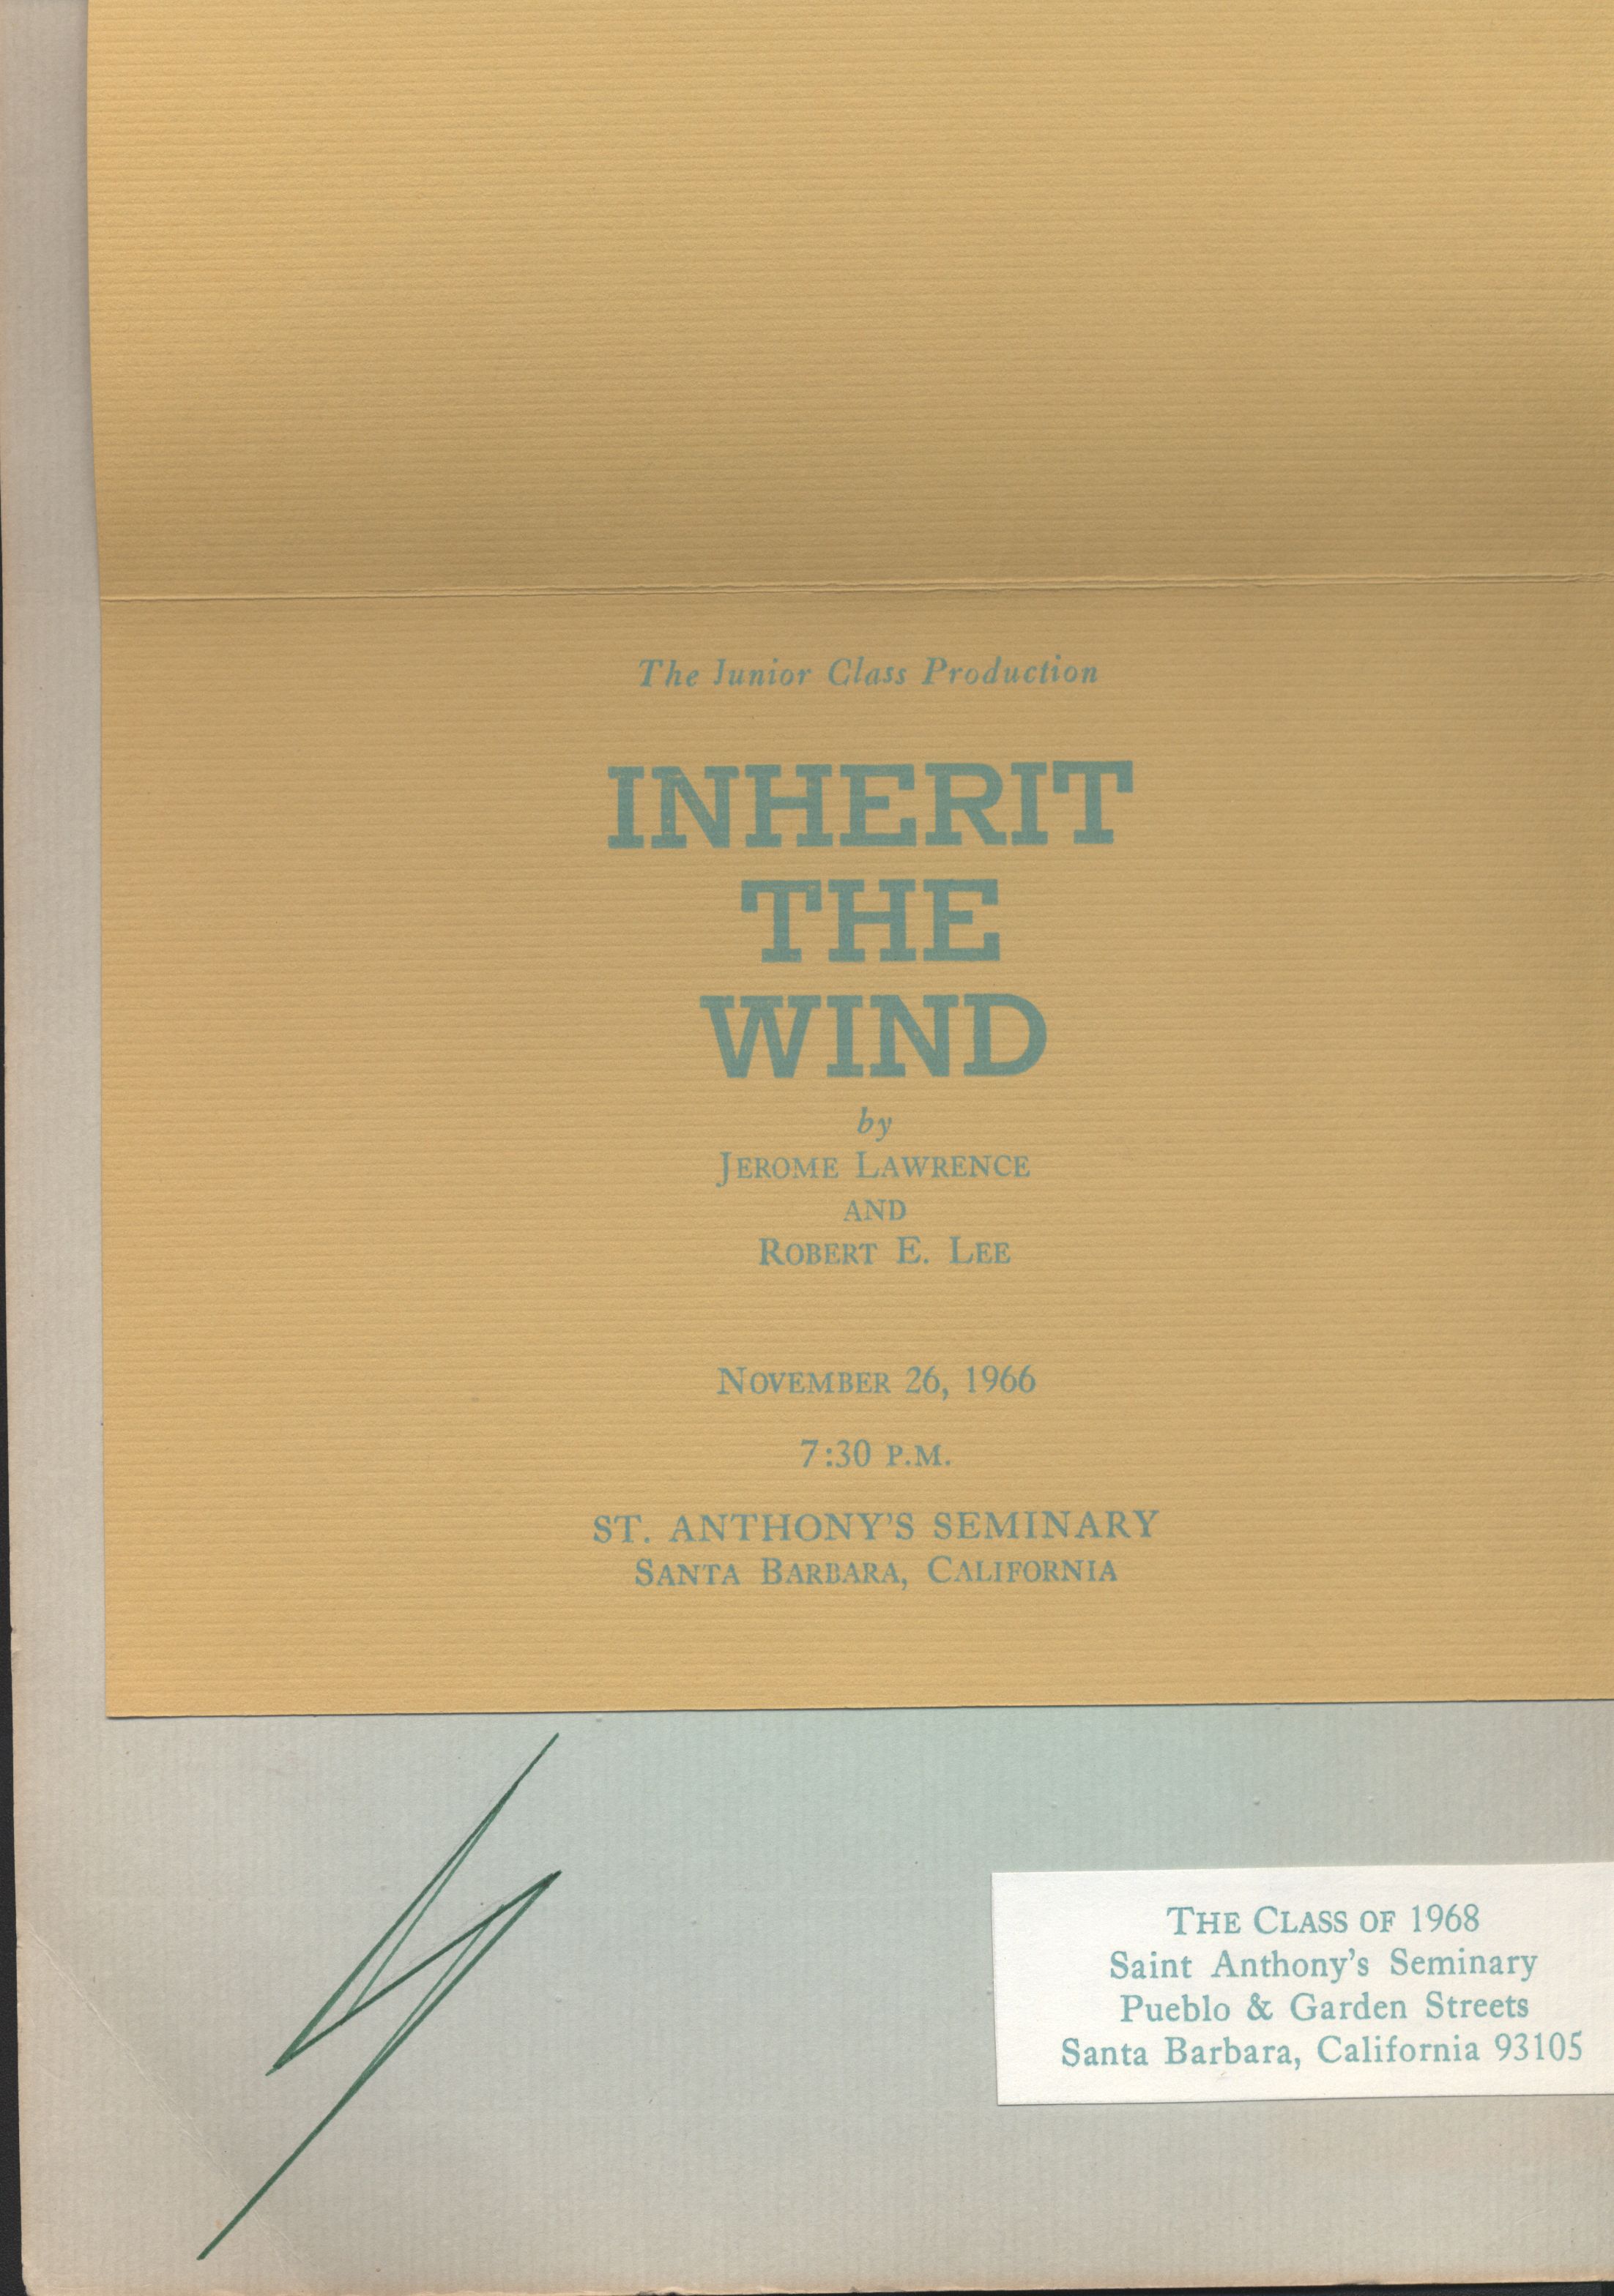 The Junior Class Production
INHERIT
THE
WIND
by
JEROME LAWRENCE
AND
ROBERT E. LEE
NOVEMBER 26, 1966
7:30 P.M.
ST. ANTHONY'S SEMINARY
SANTA BARBARA, CALIFORNIA
THE CLASS OF 1968
Saint Anthony's Seminary
Pueblo & Garden Streets
Santa Barbara, California 93105